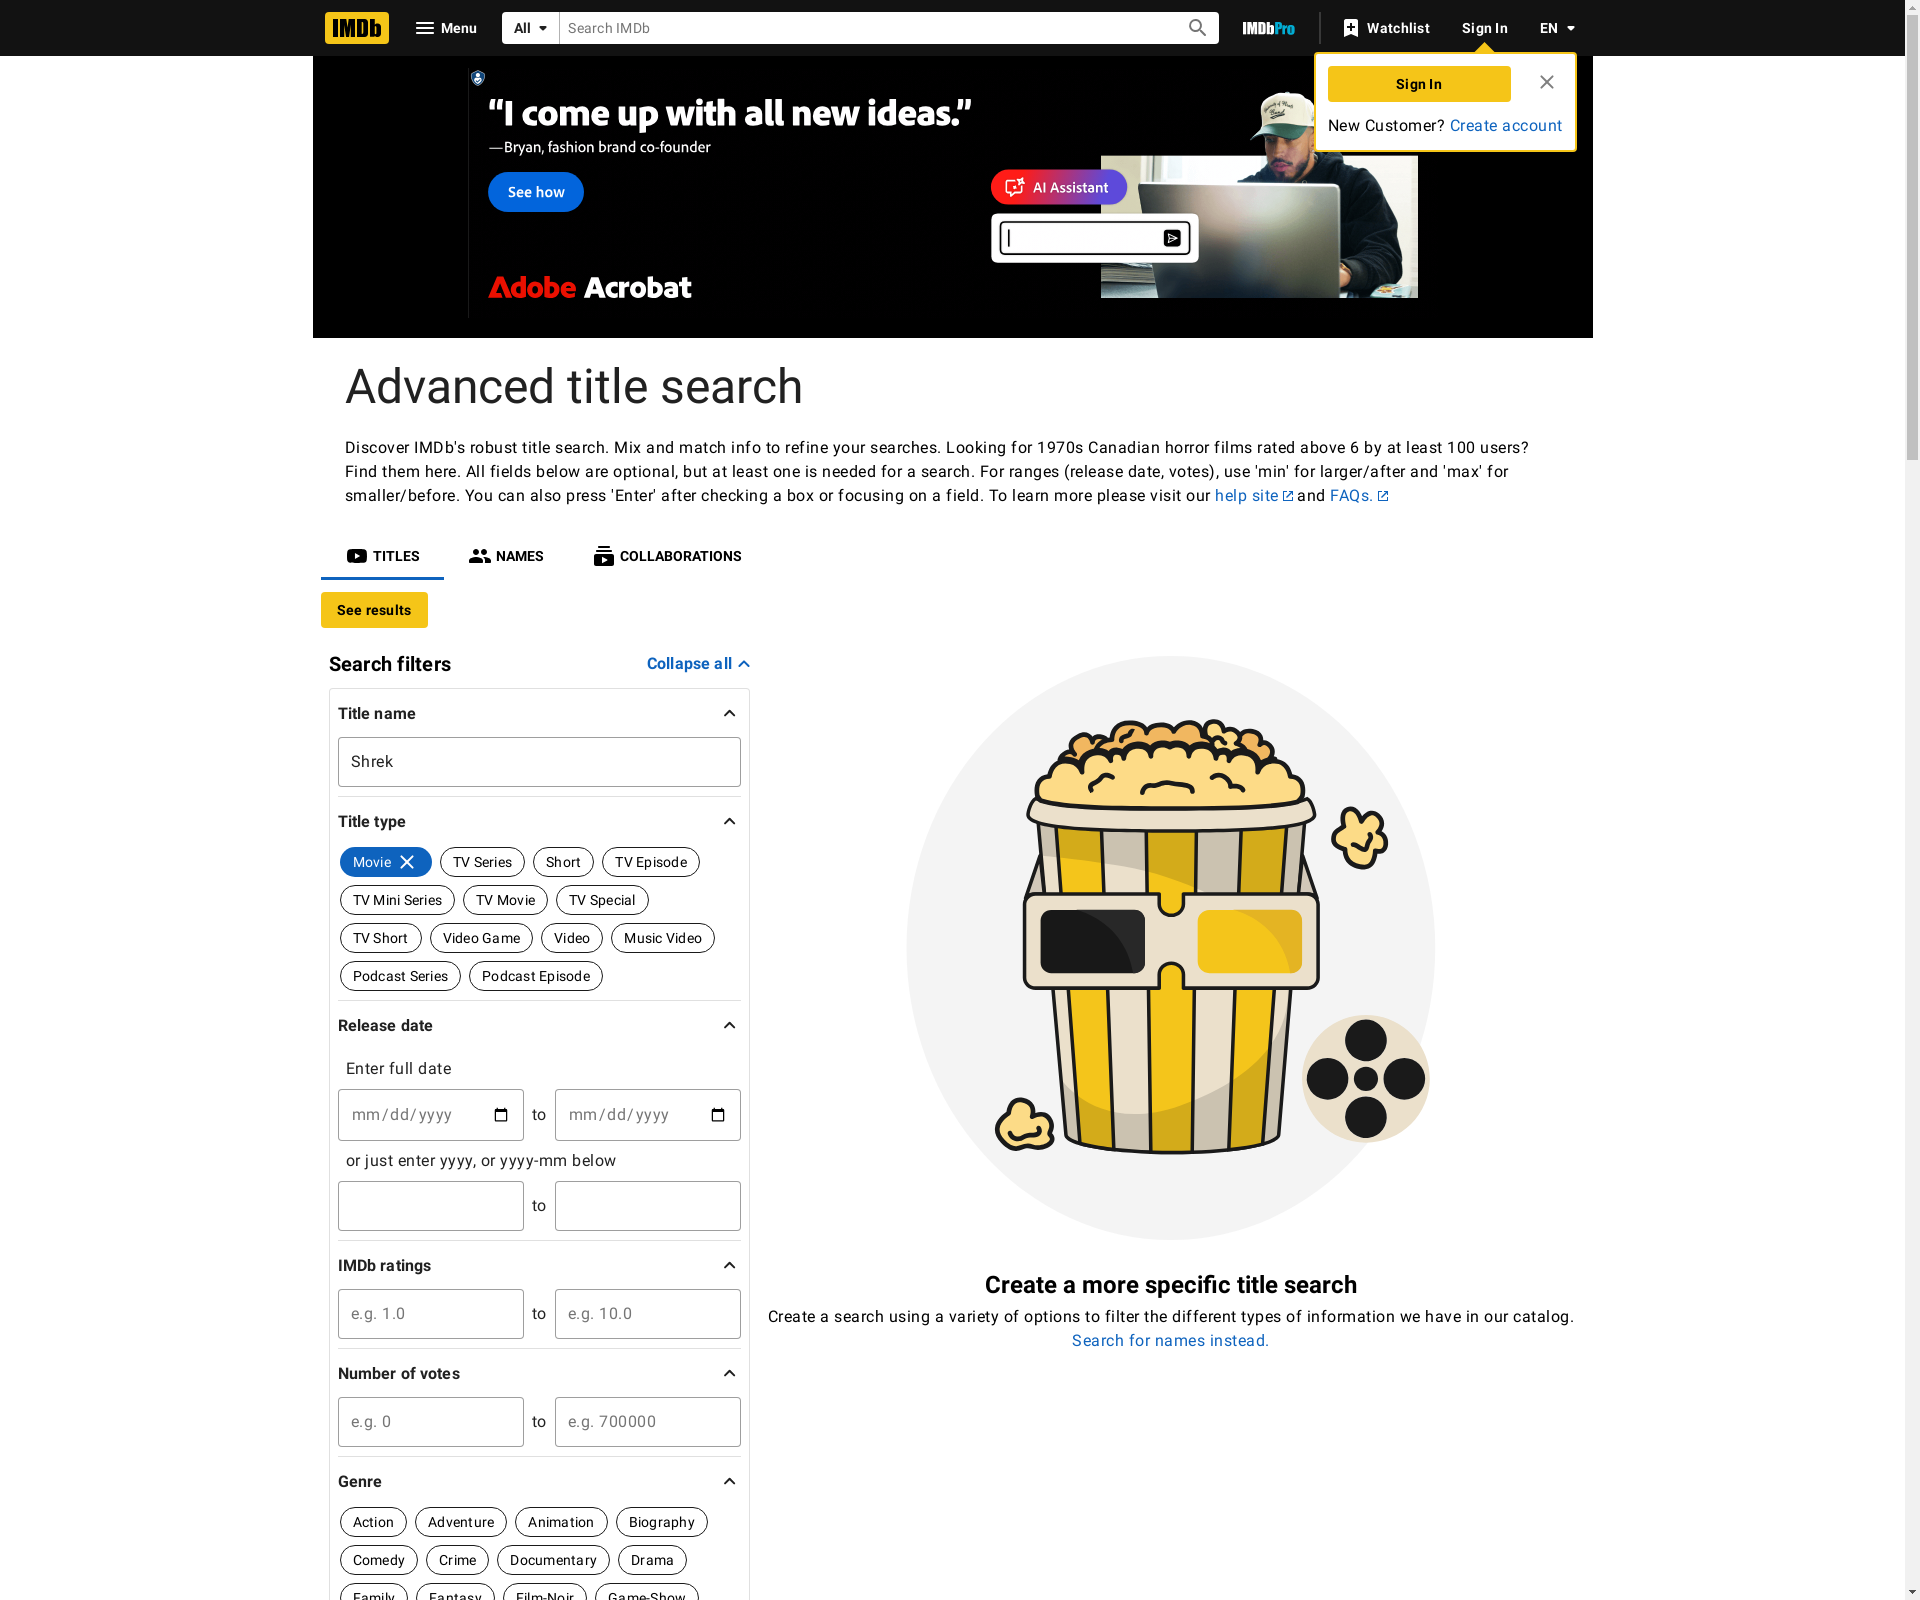 IMDb
Menu
All
Search IMDb
IMDbPro
Watchlist
Sign In
EN
Sign In
New Customer? Create account
“I come up with all new ideas.”
—Bryan, fashion brand co-founder
See how
AI Assistant
Adobe Acrobat
Advanced title search
Discover IMDb's robust title search. Mix and match info to refine your searches. Looking for 1970s Canadian horror films rated above 6 by at least 100 users?
Find them here. All fields below are optional, but at least one is needed for a search. For ranges (release date, votes), use 'min' for larger/after and 'max' for
smaller/before. You can also press 'Enter' after checking a box or focusing on a field. To learn more please visit our help site and FAQs.
TITLES
NAMES
COLLABORATIONS
See results
Search filters
Collapse all
Title name
Shrek
Title type
Movie
TV Series
Short
TV Episode
TV Mini Series
TV Movie
TV Special
TV Short
Video Game
Video
Music Video
Podcast Series
Podcast Episode
Release date
Enter full date
mm/dd/yyyy
to
mm/dd/yyyy
or just enter yyyy, or yyyy-mm below
to
IMDb ratings
e.g. 1.0
to
e.g. 10.0
Number of votes
e.g. 0
to
e.g. 700000
Genre
Action
Adventure
Animation
Biography
Comedy
Crime
Documentary
Drama
Family
Fantasy
Film-Noir
Game-Show
Create a more specific title search
Create a search using a variety of options to filter the different types of information we have in our catalog.
Search for names instead.